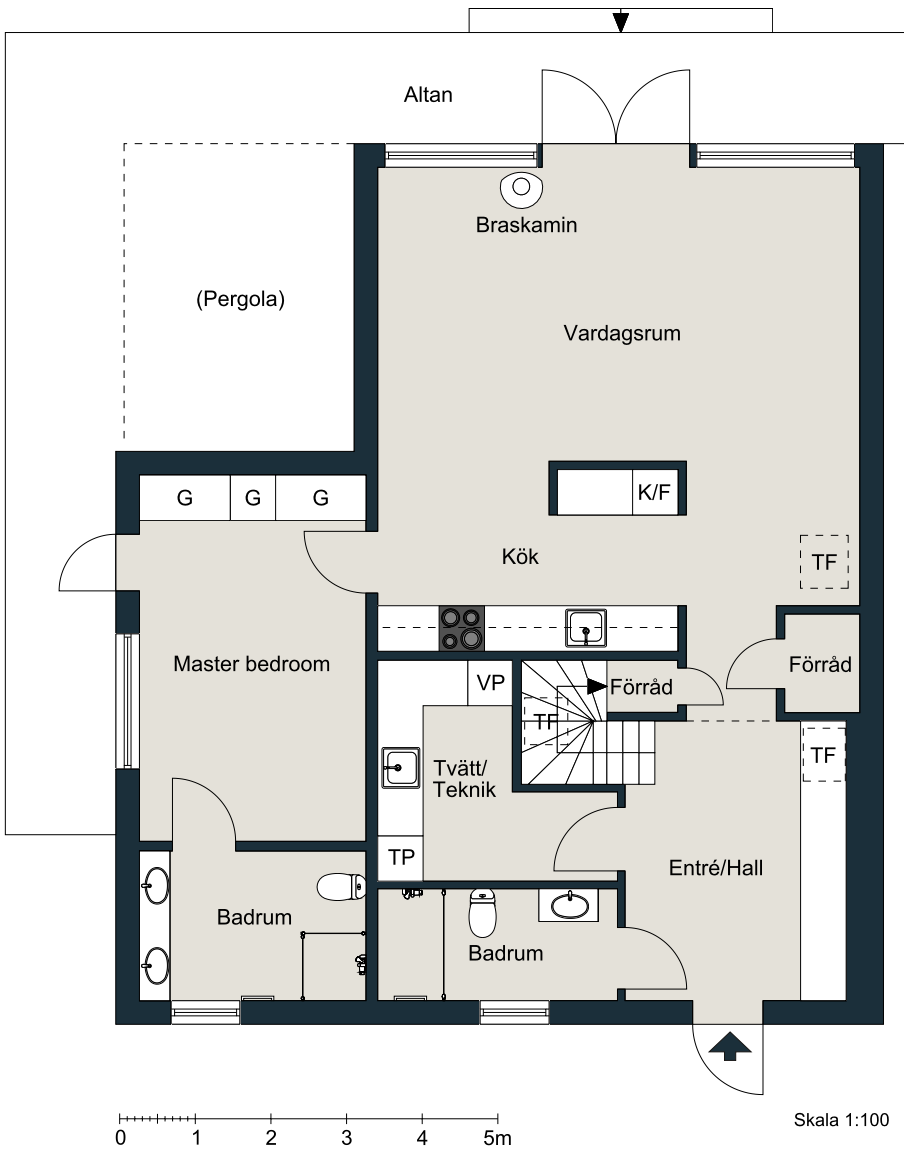 Altan
Braskamin
(Pergola)
Vardagsrum
G G G
K/F
Kök
TF
Master bedroom
VP
Förråd
Förråd
TF
TF
Tvätt/
Teknik
TP
Entré/Hall
Badrum
Badrum
0 1 2 3 4 5m
Skala 1:100